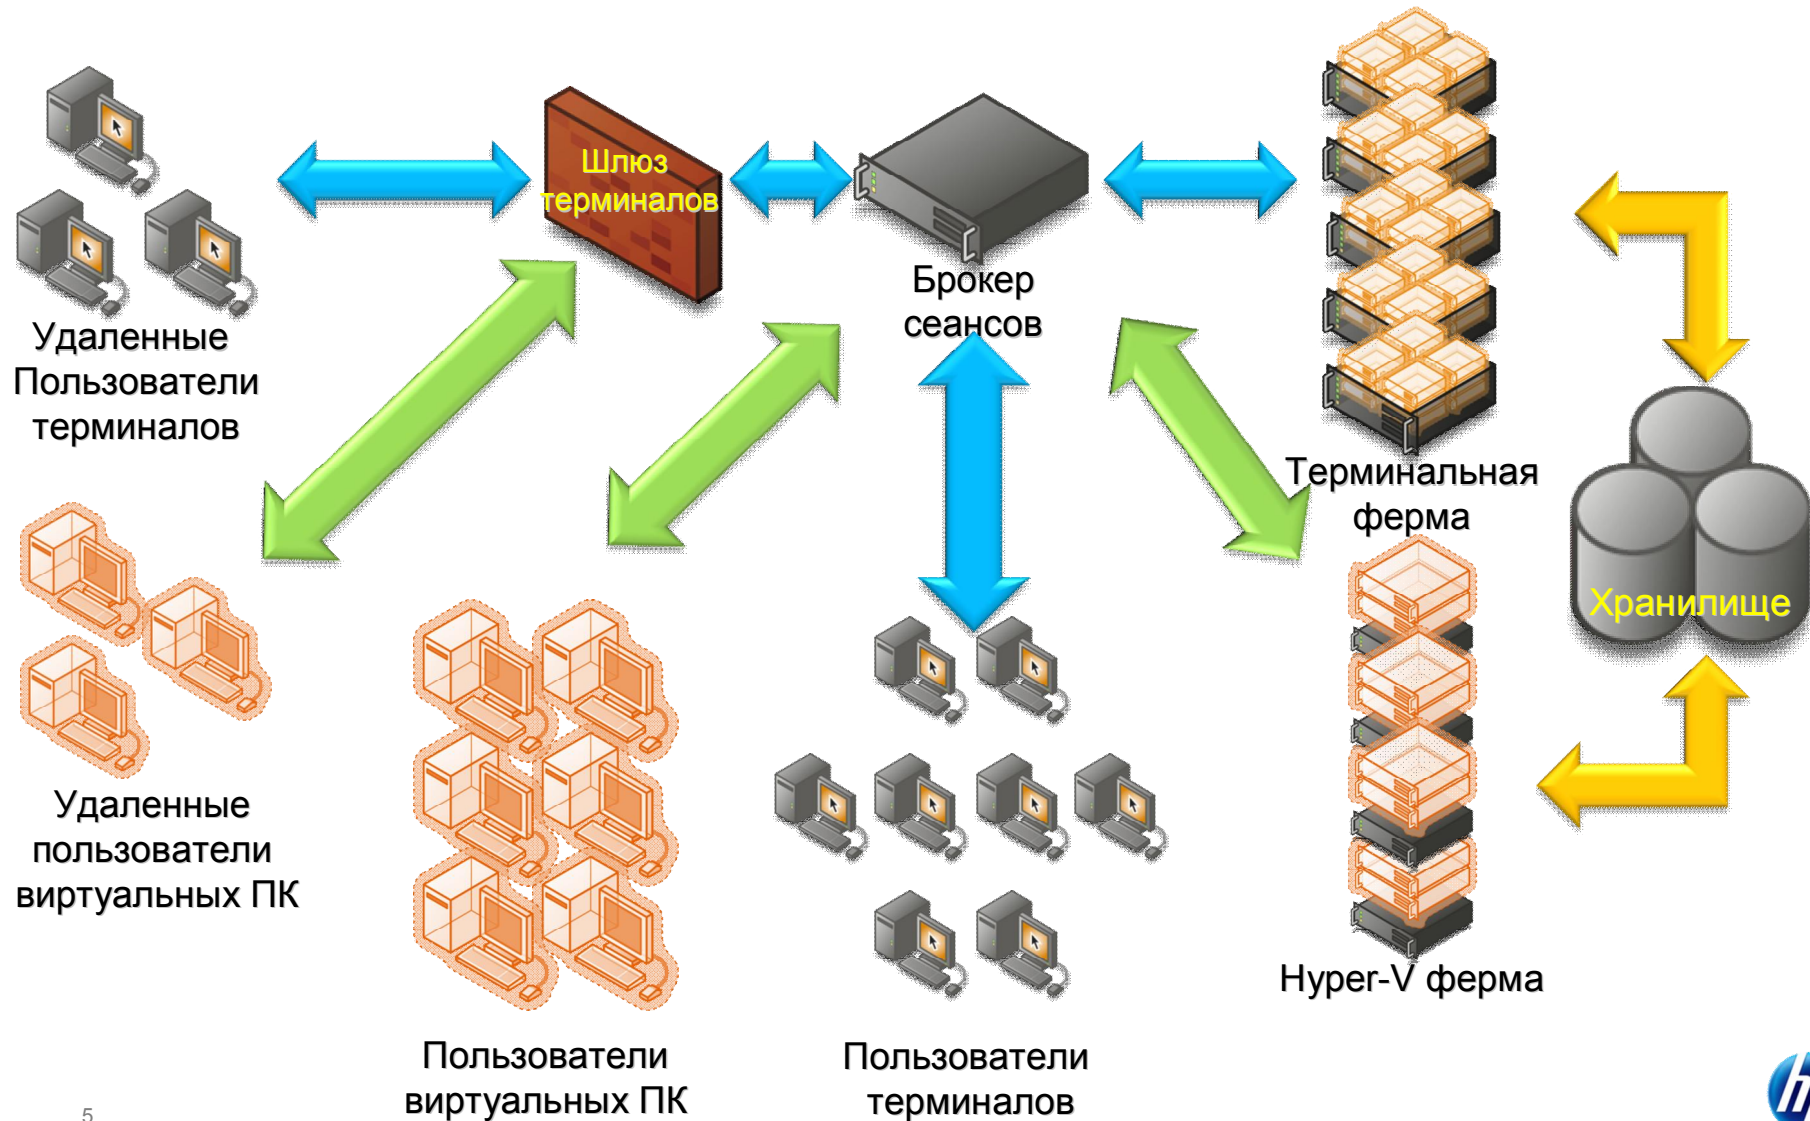 Шлюз
терминалов
Брокер
сеансов
Удаленные
Пользователи
терминалов
Терминальная
ферма
Хранилище
Удаленные
пользователи
виртуальных ПК
Hyper-V ферма
Пользователи
виртуальных ПК
Пользователи
терминалов
5
hp